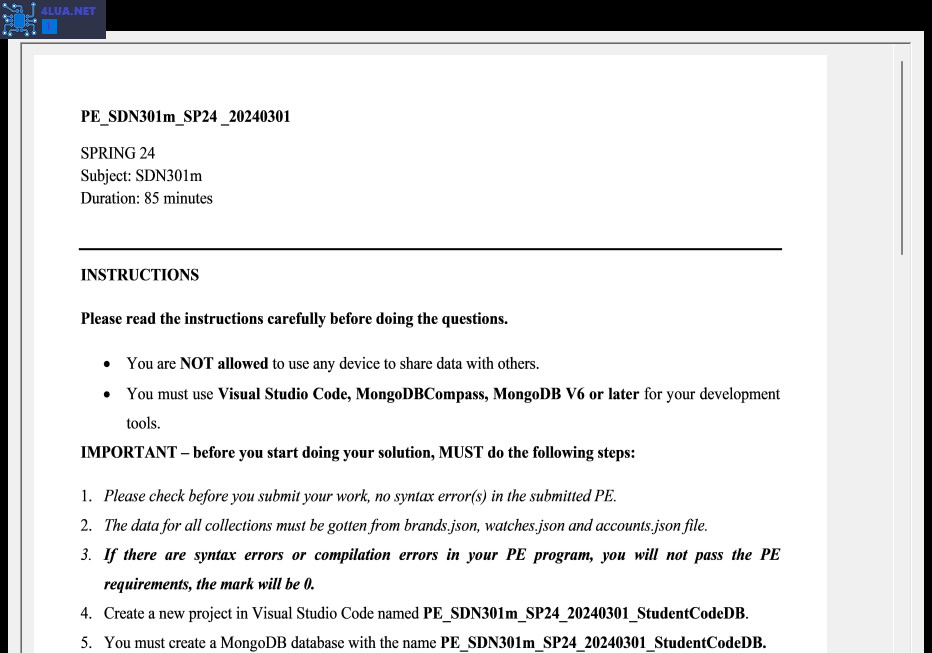 4LUA.NET
PE_SDN301m_SP24 _20240301
SPRING 24
Subject: SDN301m
Duration: 85 minutes
INSTRUCTIONS
Please read the instructions carefully before doing the questions.
• You are NOT allowed to use any device to share data with others.
• You must use Visual Studio Code, MongoDBCompass, MongoDB V6 or later for your development
tools.
IMPORTANT – before you start doing your solution, MUST do the following steps:
1. Please check before you submit your work, no syntax error(s) in the submitted PE.
2. The data for all collections must be gotten from brands.json, watches.json and accounts.json file.
3. If there are syntax errors or compilation errors in your PE program, you will not pass the PE
requirements, the mark will be 0.
4. Create a new project in Visual Studio Code named PE_SDN301m_SP24_20240301_StudentCodeDB.
5. You must create a MongoDB database with the name PE_SDN301m_SP24_20240301_StudentCodeDB.